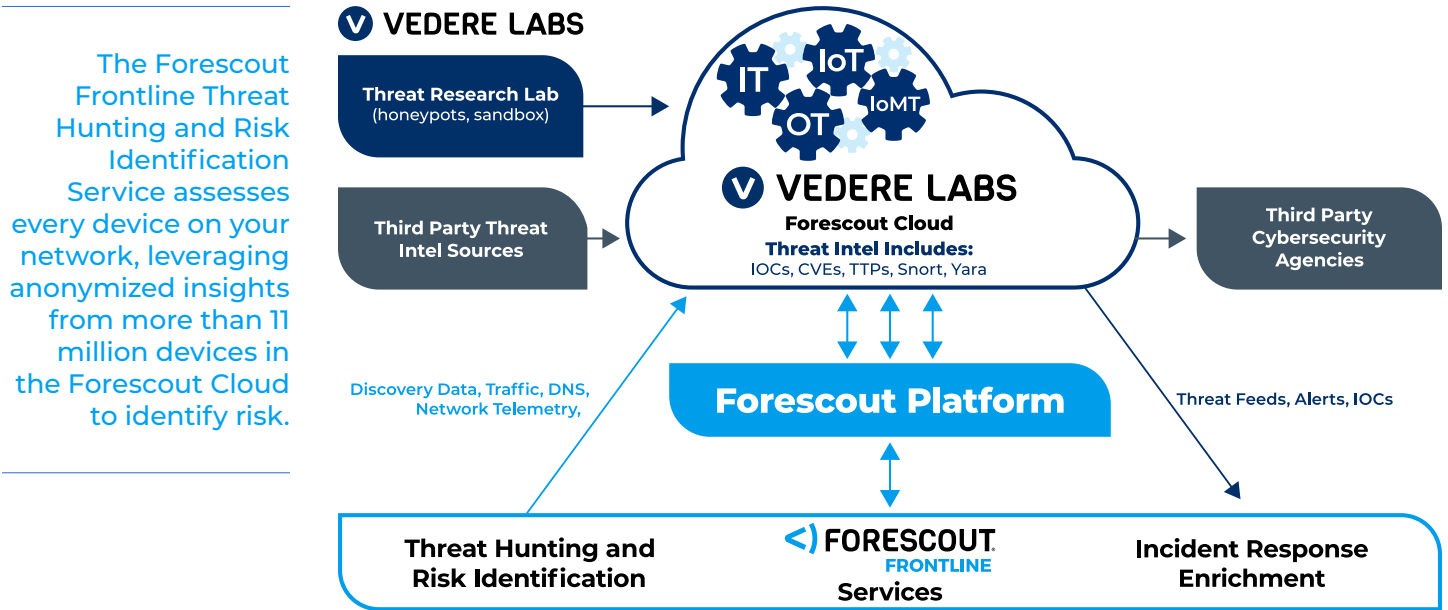 The Forescout
Frontline Threat
Hunting and Risk
Identification
Service assesses
every device on your
network, leveraging
anonymized insights
from more than 11
million devices in
the Forescout Cloud
to identify risk.
V VEDERE LABS
Threat Research Lab
(honeypots, sandbox)
Third Party Threat
Intel Sources
IT
IoT
IoMT
OT
V VEDERE LABS
Forescout Cloud
Threat Intel Includes:
IOCs, CVEs, TTPs, Snort, Yara
Third Party
Cybersecurity
Agencies
Discovery Data, Traffic, DNS,
Network Telemetry,
Forescout Platform
Threat Feeds, Alerts, IOCs
Threat Hunting and
Risk Identification
FORESCOUT.
FRONTLINE
Services
Incident Response
Enrichment